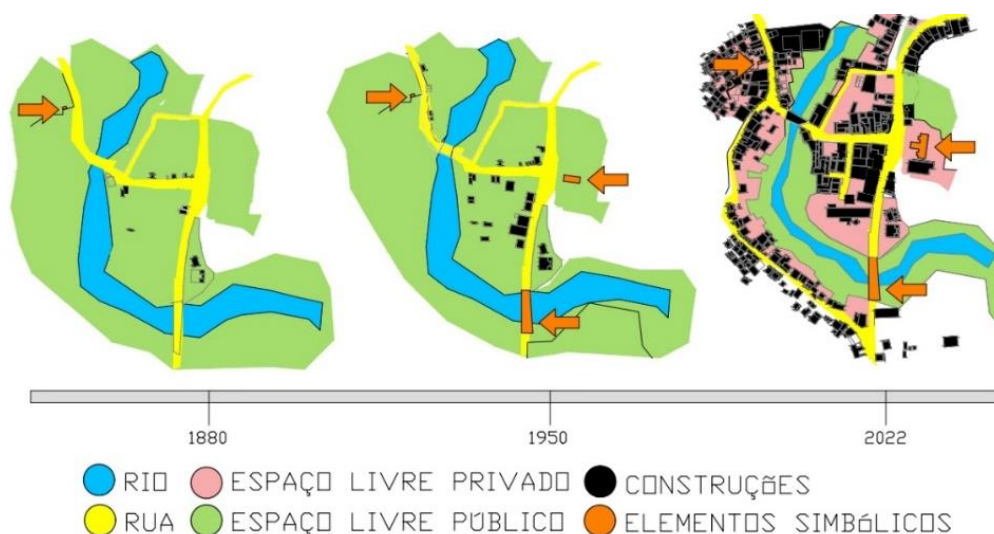 1880 1950 2022
RIO ESPAÇO LIVRE PRIVADO CONSTRUÇÕES
RUA ESPAÇO LIVRE PÚBLICO ELEMENTOS SIMBÓLICOS